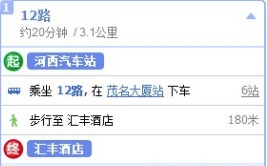 1
12路
约20分钟 / 3.1公里
起 河西汽车站
乘坐 12路, 在 茂名大厦站 下车 6站
步行至 汇丰酒店 180米
终 汇丰酒店